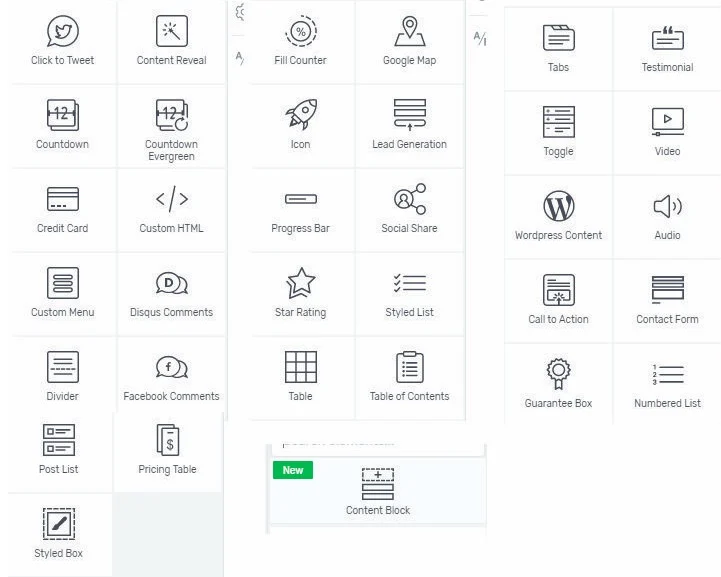 Click to Tweet
Content Reveal
Countdown
Countdown
Evergreen
Credit Card
Custom HTML
Custom Menu
Disqus Comments
Divider
Facebook Comments
Post List
Pricing Table
Styled Box
Fill Counter
Google Map
Icon
Lead Generation
Progress Bar
Social Share
Star Rating
Styled List
Table
Table of Contents
New
Content Block
Tabs
Testimonial
Toggle
Video
Wordpress Content
Audio
Call to Action
Contact Form
Guarantee Box
Numbered List